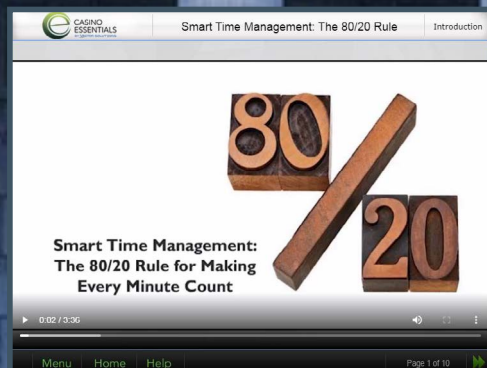 CASINO
ESSENTIALS
Smart Time Management: The 80/20 Rule
Introduction
80/20
Smart Time Management:
The 80/20 Rule for Making
Every Minute Count
0:02 / 3:36
Menu Home Help
Page 1 of 10